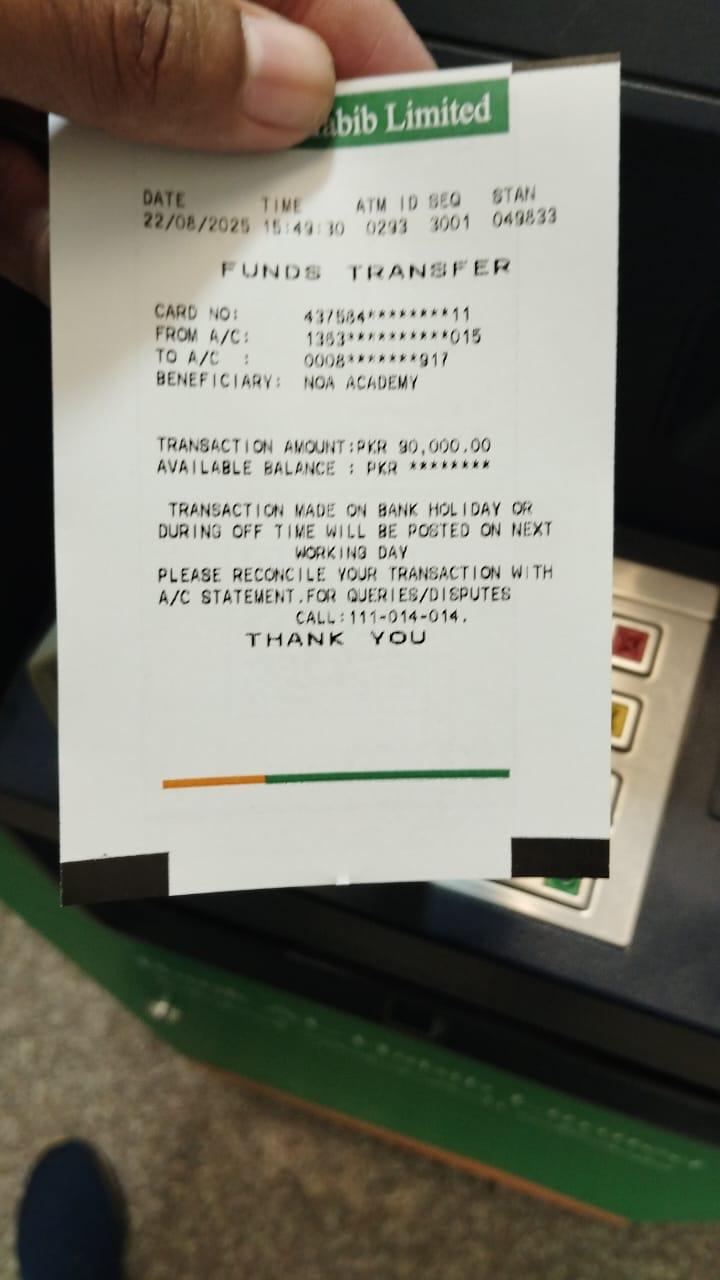 abib Limited
DATE TIME ATM ID SEQ STAN
22/08/2025 15:49:30 0293 3001 049833
FUNDS TRANSFER
CARD NO: 437584********11
FROM A/C: 1363**********015
TO A/C : 0008*******917
BENEFICIARY: NOA ACADEMY
TRANSACTION AMOUNT:PKR 90,000.00
AVAILABLE BALANCE : PKR ********
TRANSACTION MADE ON BANK HOLIDAY OR
DURING OFF TIME WILL BE POSTED ON NEXT
WORKING DAY
PLEASE RECONCILE YOUR TRANSACTION WITH
A/C STATEMENT.FOR QUERIES/DISPUTES
CALL:111-014-014.
THANK YOU